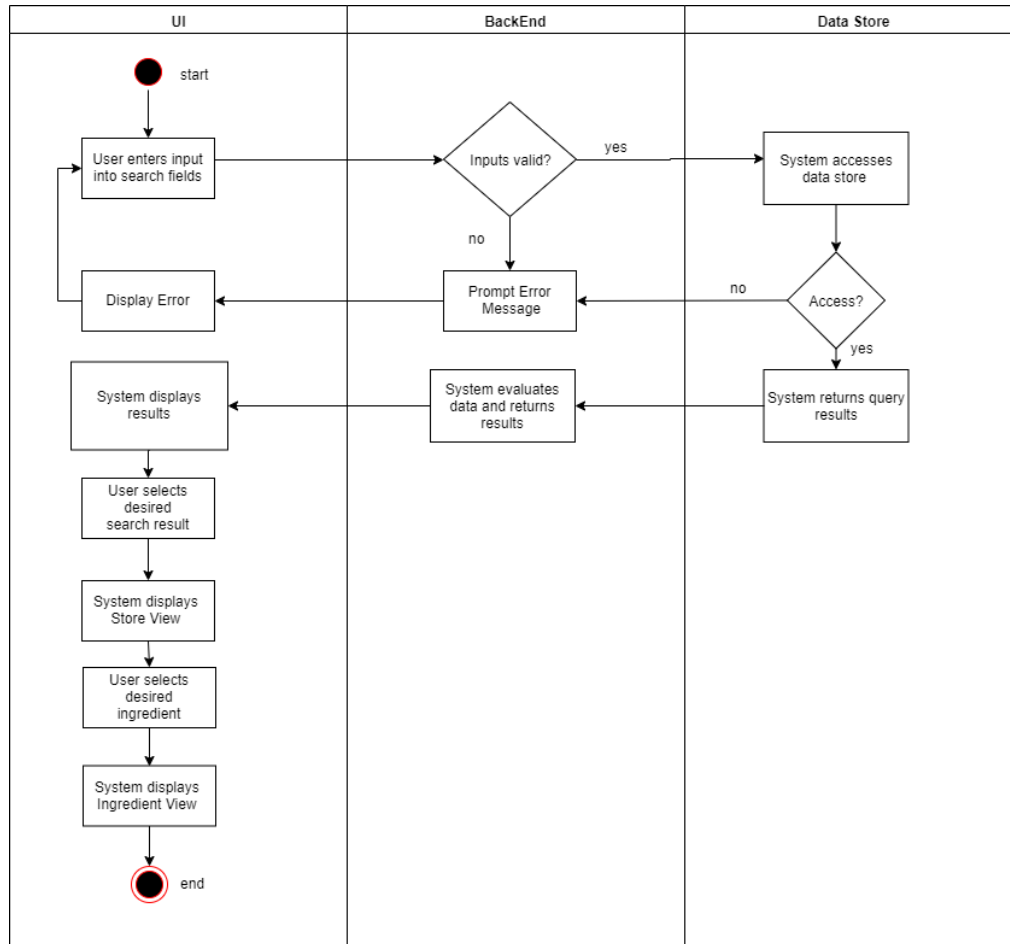 UI
BackEnd
Data Store
start
User enters input
into search fields
Inputs valid?
yes
System accesses
data store
no
Display Error
Prompt Error
Message
no
Access?
yes
System displays
results
System evaluates
data and returns
results
System returns query
results
User selects
desired
search result
System displays
Store View
User selects
desired
ingredient
System displays
Ingredient View
end